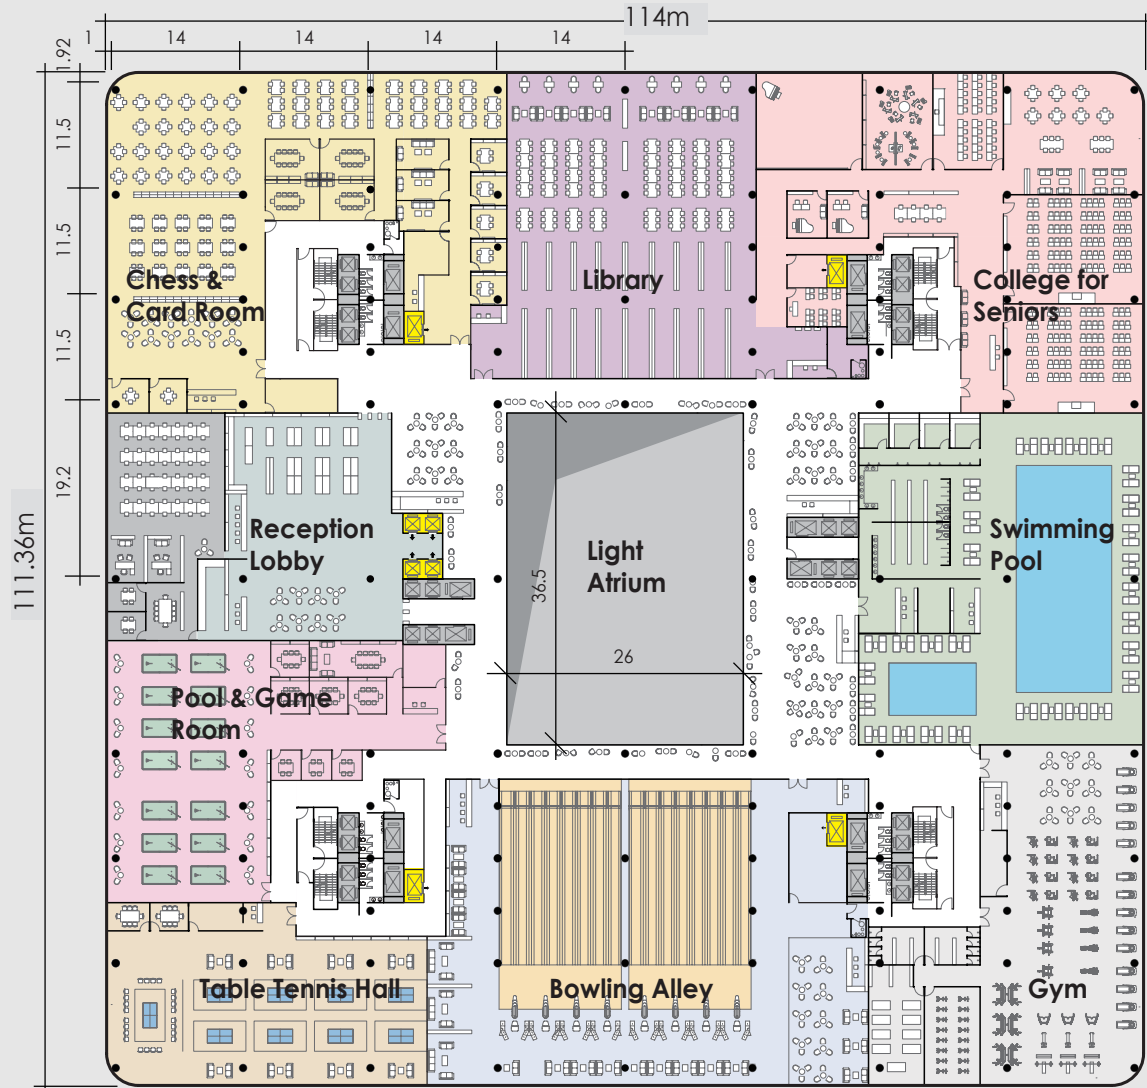 114m
1
14
14
14
14
1.92
11.5
11.5
11.5
19.2
111.36m
Chess &
Card Room
Library
College for
Seniors
Reception
Lobby
Light
Atrium
36.5
26
Swimming
Pool
Pool & Game
Room
Table Tennis Hall
Bowling Alley
Gym